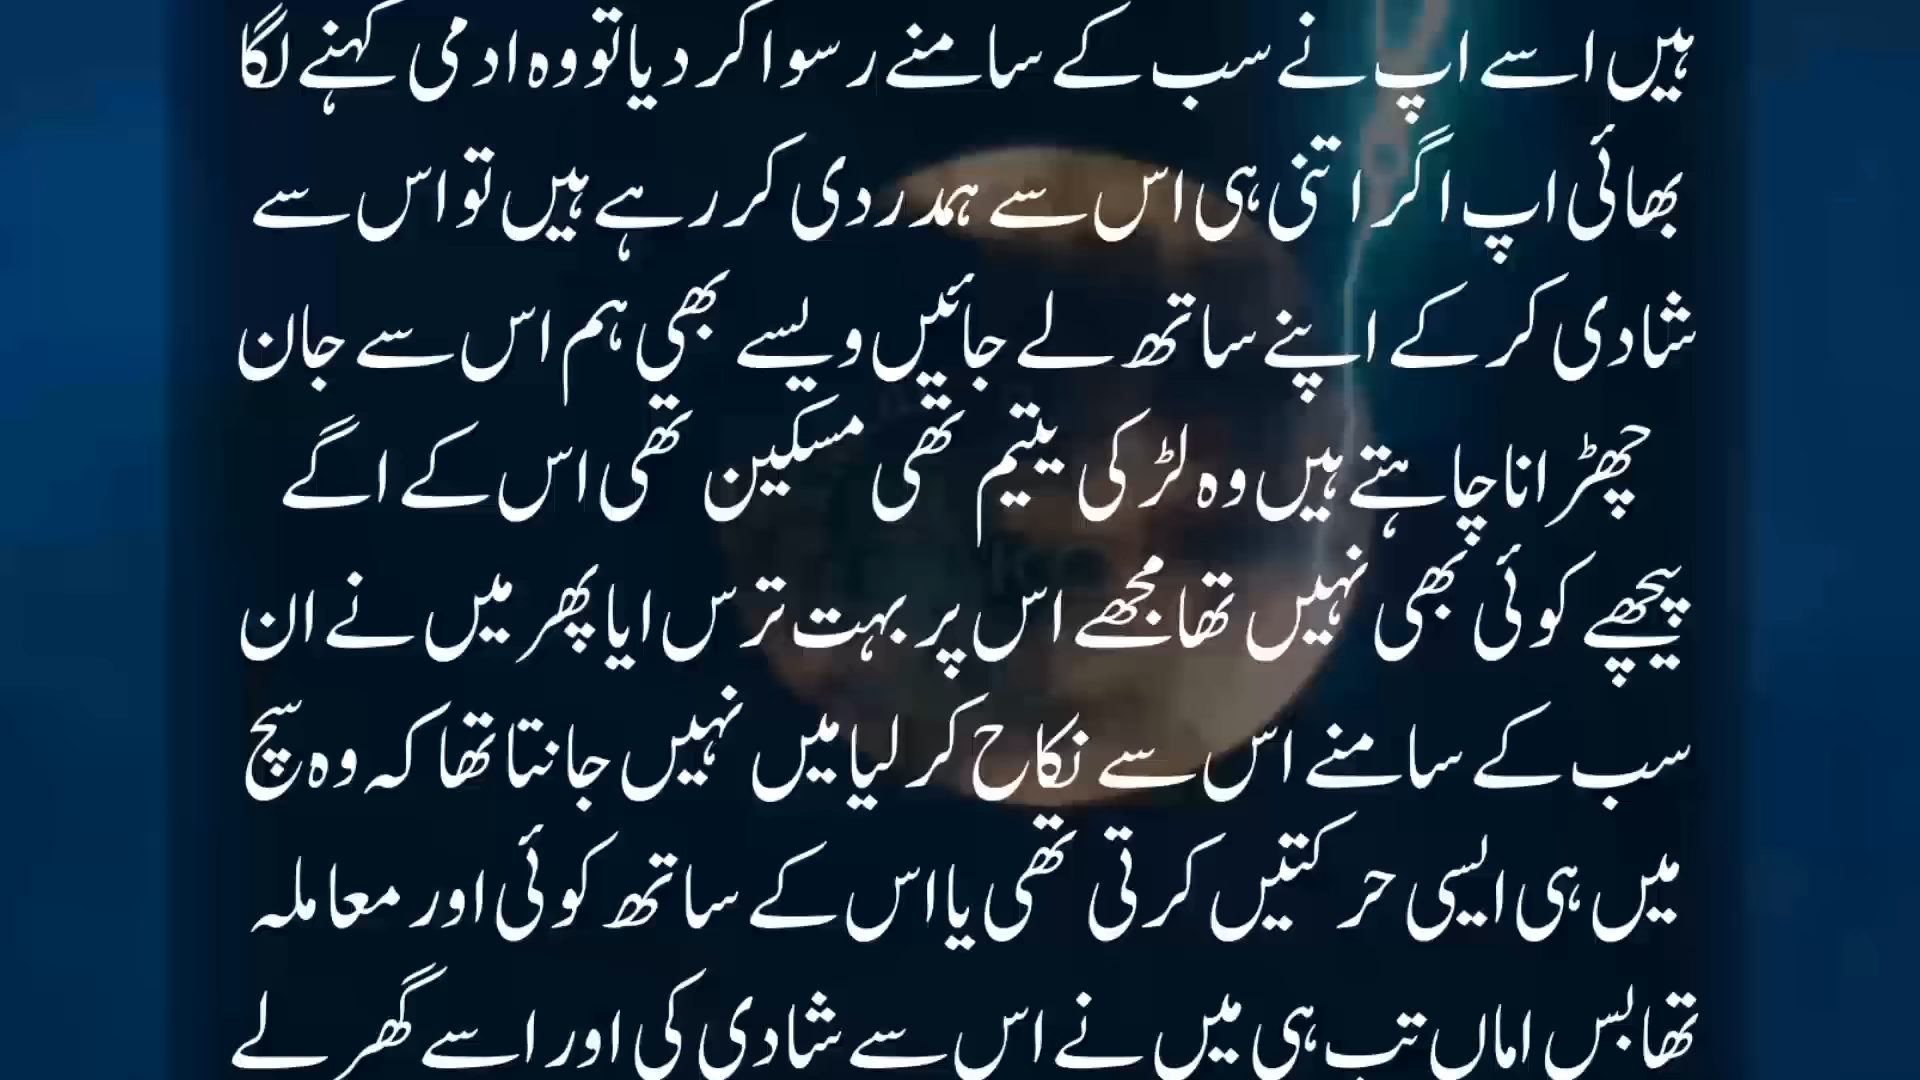 ہیں اسے اپ نے سب کے سامنے رسوا کر دیا تو وہ ادمی کہنے لگا
بھائی اپ اگر اتنی ہی اس سے ہمدردی کر رہے ہیں تو اس سے
شادی کر کے اپنے ساتھ لے جائیں ویسے بھی ہم اس سے جان
چھڑانا چاہتے ہیں وہ لڑکی یتیم تھی مسکین تھی اس کے اگے
پیچھے کوئی بھی نہیں تھا مجھے اس پر بہت ترس ایا پھر میں نے ان
سب کے سامنے اس سے نکاح کر لیا میں نہیں جانتا تھا کہ وہ سچ
میں ہی ایسی حرکتیں کرتی تھی یا اس کے ساتھ کوئی اور معاملہ
تھا بس اماں تب ہی میں نے اس سے شادی کی اور اسے گھر لے